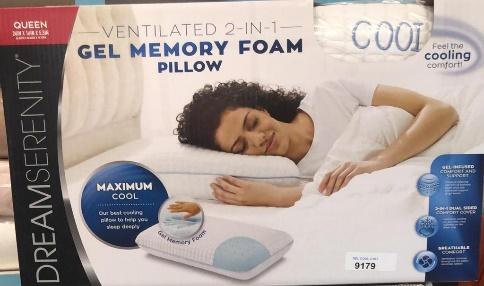 QUEEN
VENTILATED 2-IN-1
GEL MEMORY FOAM
PILLOW
COOL
Feel the
cooling
comfort!
DREAMSERENITY
MAXIMUM
COOL
Our best cooling
pillow to help you
sleep deeply
Gel Memory Foam
GEL-INFUSED
COMFORT AND
SUPPORT
2-IN-1 DUAL SIDED
COMFORT COVER
BREATHABLE
COMFORT
9179